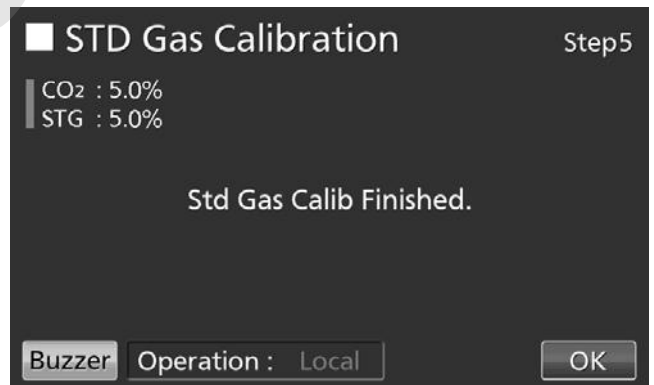 STD Gas Calibration Step5
CO2 : 5.0%
STG : 5.0%
Std Gas Calib Finished.
Buzzer Operation : Local OK